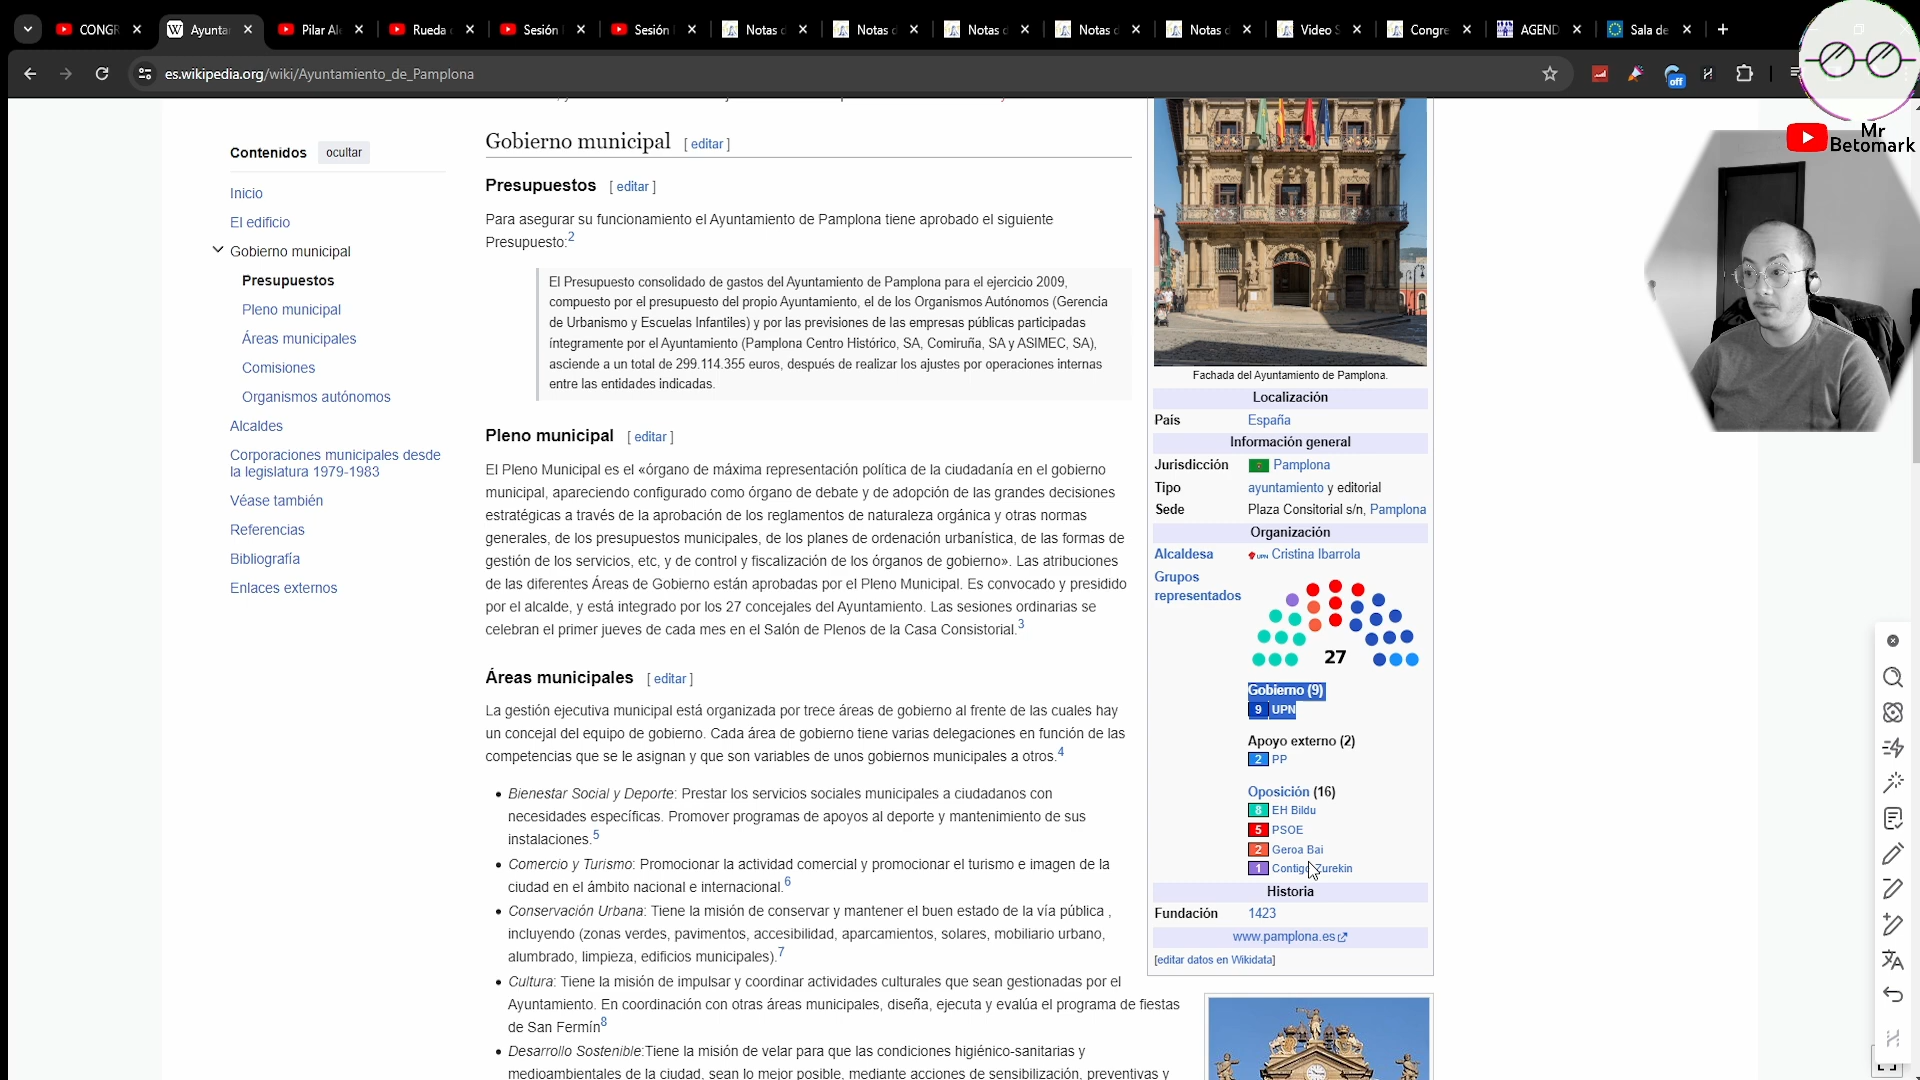 CONGR
Ayunta
Pilar Al
Rueda
Sesión
Sesión
Notas d
Notas d
Notas d
Notas d
Notas d
Video S
Congre
AGEND
Sala de
es.wikipedia.org/wiki/Ayuntamiento_de_Pamplona
off
Mr
Betomark
Contenidos ocultar
Inicio
El edificio
Gobierno municipal
Presupuestos
Pleno municipal
Áreas municipales
Comisiones
Organismos autónomos
Alcaldes
Corporaciones municipales desde
la legislatura 1979-1983
Véase también
Referencias
Bibliografía
Enlaces externos
Gobierno municipal [ editar ]
Presupuestos [ editar ]
Para asegurar su funcionamiento el Ayuntamiento de Pamplona tiene aprobado el siguiente
Presupuesto:2
El Presupuesto consolidado de gastos del Ayuntamiento de Pamplona para el ejercicio 2009,
compuesto por el presupuesto del propio Ayuntamiento, el de los Organismos Autónomos (Gerencia
de Urbanismo y Escuelas Infantiles) y por las previsiones de las empresas públicas participadas
íntegramente por el Ayuntamiento (Pamplona Centro Histórico, SA, Comiruña, SA y ASIMEC, SA),
asciende a un total de 299.114.355 euros, después de realizar los ajustes por operaciones internas
entre las entidades indicadas.
Pleno municipal [ editar ]
El Pleno Municipal es el «órgano de máxima representación política de la ciudadanía en el gobierno
municipal, apareciendo configurado como órgano de debate y de adopción de las grandes decisiones
estratégicas a través de la aprobación de los reglamentos de naturaleza orgánica y otras normas
generales, de los presupuestos municipales, de los planes de ordenación urbanística, de las formas de
gestión de los servicios, etc, y de control y fiscalización de los órganos de gobierno». Las atribuciones
de las diferentes Áreas de Gobierno están aprobadas por el Pleno Municipal. Es convocado y presidido
por el alcalde, y está integrado por los 27 concejales del Ayuntamiento. Las sesiones ordinarias se
celebran el primer jueves de cada mes en el Salón de Plenos de la Casa Consistorial.3
Áreas municipales [ editar ]
La gestión ejecutiva municipal está organizada por trece áreas de gobierno al frente de las cuales hay
un concejal del equipo de gobierno. Cada área de gobierno tiene varias delegaciones en función de las
competencias que se le asignan y que son variables de unos gobiernos municipales a otros.4
• Bienestar Social y Deporte: Prestar los servicios sociales municipales a ciudadanos con
necesidades específicas. Promover programas de apoyos al deporte y mantenimiento de sus
instalaciones.5
• Comercio y Turismo: Promocionar la actividad comercial y promocionar el turismo e imagen de la
ciudad en el ámbito nacional e internacional.6
• Conservación Urbana: Tiene la misión de conservar y mantener el buen estado de la vía pública ,
incluyendo (zonas verdes, pavimentos, accesibilidad, aparcamientos, solares, mobiliario urbano,
alumbrado, limpieza, edificios municipales).7
• Cultura: Tiene la misión de impulsar y coordinar actividades culturales que sean gestionadas por el
Ayuntamiento. En coordinación con otras áreas municipales, diseña, ejecuta y evalúa el programa de fiestas
de San Fermín8
• Desarrollo Sostenible:Tiene la misión de velar para que las condiciones higiénico-sanitarias y
medioambientales de la ciudad, sean lo mejor posible, mediante acciones de sensibilización, preventivas y
Fachada del Ayuntamiento de Pamplona.
Localización
País España
Información general
Jurisdicción Pamplona
Tipo ayuntamiento y editorial
Sede Plaza Consitorial s/n, Pamplona
Organización
Alcaldesa UPN Cristina Ibarrola
Grupos
representados
27
Gobierno (9)
9 UPN
Apoyo externo (2)
2 PP
Oposición (16)
8 EH Bildu
5 PSOE
2 Geroa Bai
1 Contigo Zurekin
Historia
Fundación 1423
www.pamplona.es
[editar datos en Wikidata]